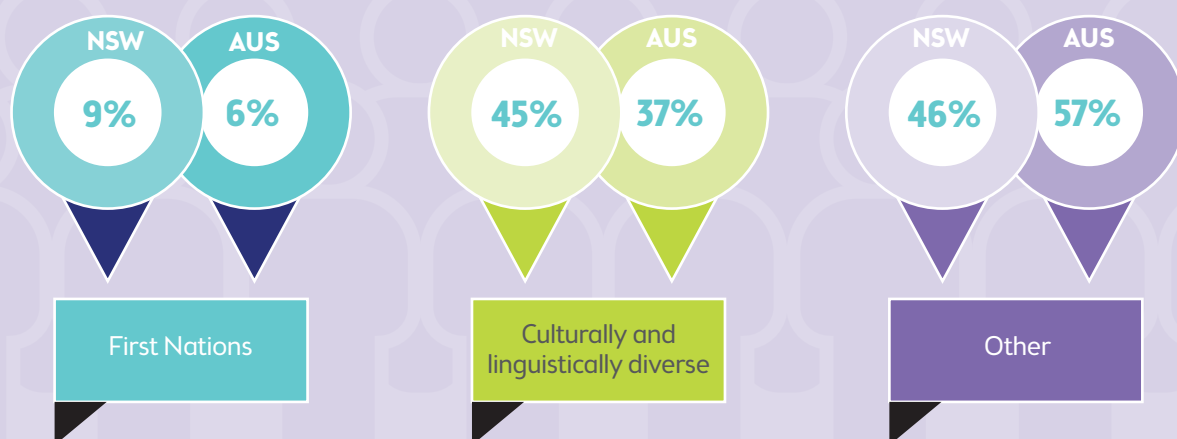 NSW AUS
9% 6%
First Nations
NSW AUS
45% 37%
Culturally and
linguistically diverse
NSW AUS
46% 57%
Other